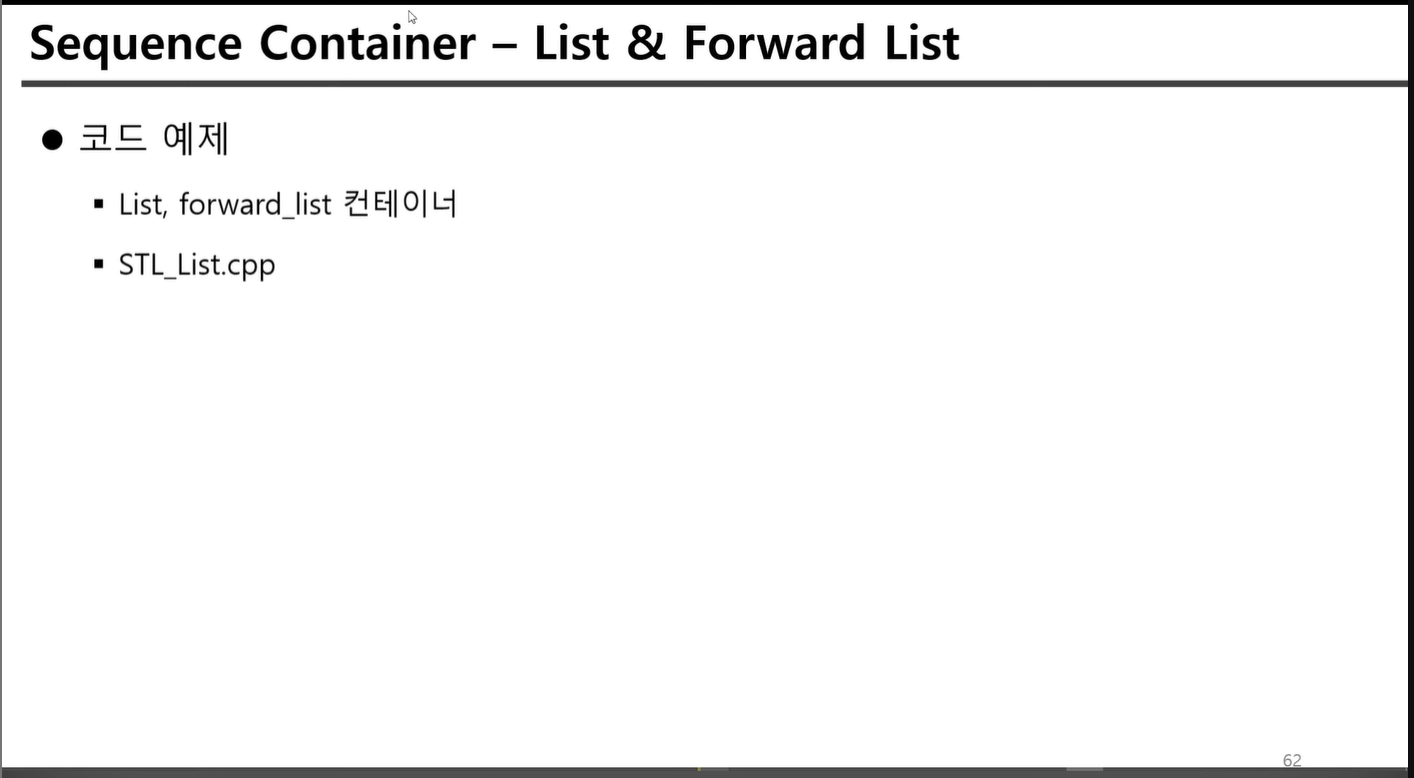 Sequence Container – List & Forward List
● 코드 예제
▪ List, forward_list 컨테이너
▪ STL_List.cpp
62